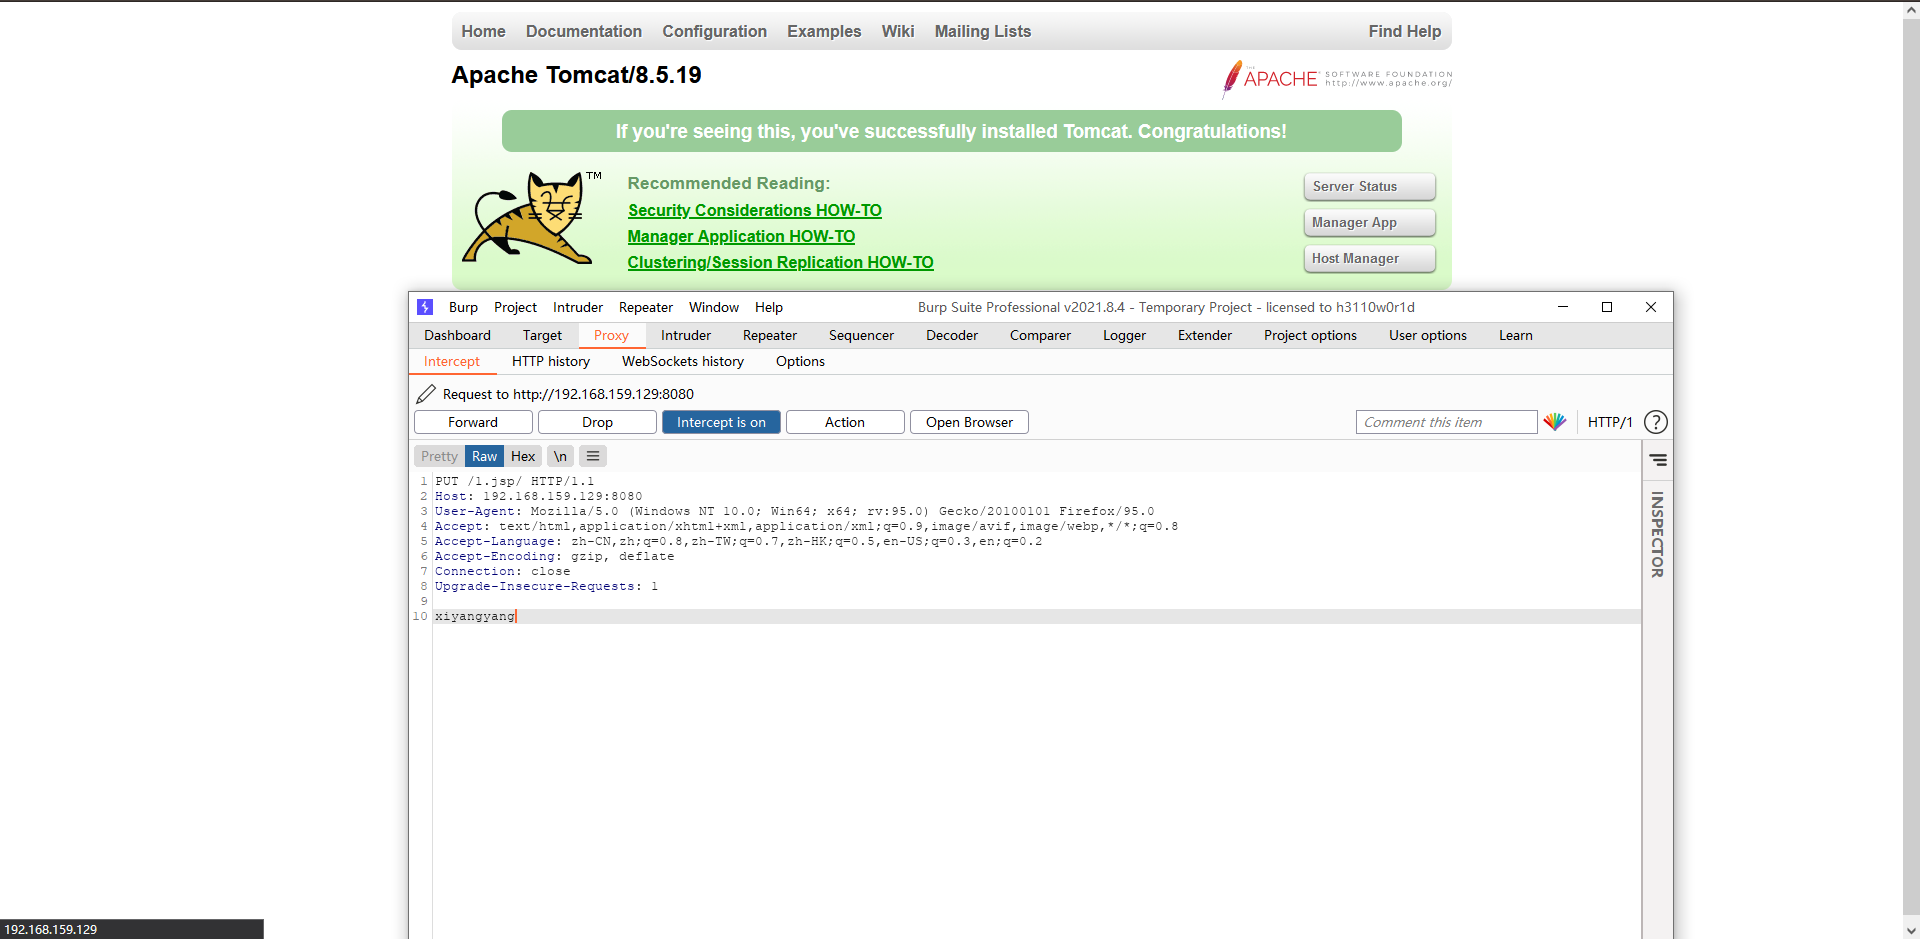 Home Documentation Configuration Examples Wiki Mailing Lists Find Help
Apache Tomcat/8.5.19
THE APACHE SOFTWARE FOUNDATION
http://www.apache.org/
If you're seeing this, you've successfully installed Tomcat. Congratulations!
TM
Recommended Reading:
Security Considerations HOW-TO
Manager Application HOW-TO
Clustering/Session Replication HOW-TO
Server Status
Manager App
Host Manager
Burp Project Intruder Repeater Window Help Burp Suite Professional v2021.8.4 - Temporary Project - licensed to h3110w0r1d
Dashboard Target Proxy Intruder Repeater Sequencer Decoder Comparer Logger Extender Project options User options Learn
Intercept HTTP history WebSockets history Options
Request to http://192.168.159.129:8080
Forward Drop Intercept is on Action Open Browser Comment this item HTTP/1 ?
Pretty Raw Hex \n
1 PUT /1.jsp/ HTTP/1.1
2 Host: 192.168.159.129:8080
3 User-Agent: Mozilla/5.0 (Windows NT 10.0; Win64; x64; rv:95.0) Gecko/20100101 Firefox/95.0
4 Accept: text/html,application/xhtml+xml,application/xml;q=0.9,image/avif,image/webp,*/*;q=0.8
5 Accept-Language: zh-CN,zh;q=0.8,zh-TW;q=0.7,zh-HK;q=0.5,en-US;q=0.3,en;q=0.2
6 Accept-Encoding: gzip, deflate
7 Connection: close
8 Upgrade-Insecure-Requests: 1
9
10 xiyangyang
INSPECTOR
192.168.159.129